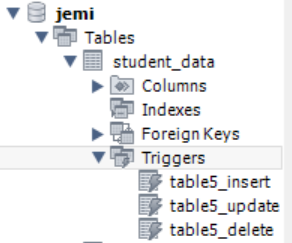 jemi
Tables
student_data
Columns
Indexes
Foreign Keys
Triggers
table5_insert
table5_update
table5_delete